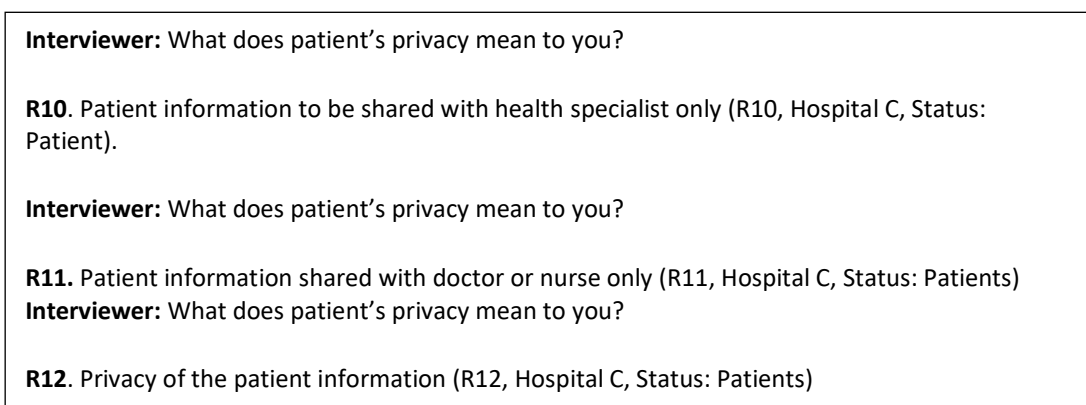 Interviewer: What does patient’s privacy mean to you?
R10. Patient information to be shared with health specialist only (R10, Hospital C, Status:
Patient).
Interviewer: What does patient’s privacy mean to you?
R11. Patient information shared with doctor or nurse only (R11, Hospital C, Status: Patients)
Interviewer: What does patient’s privacy mean to you?
R12. Privacy of the patient information (R12, Hospital C, Status: Patients)